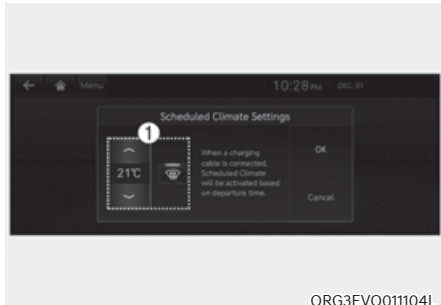 Menu 10:28 PM DEC. 31
Scheduled Climate Settings
1
21°C
When a charging
cable is connected,
Scheduled Climate
will be activated based
on departure time.
OK
Cancel
ORG3EVQ011104L